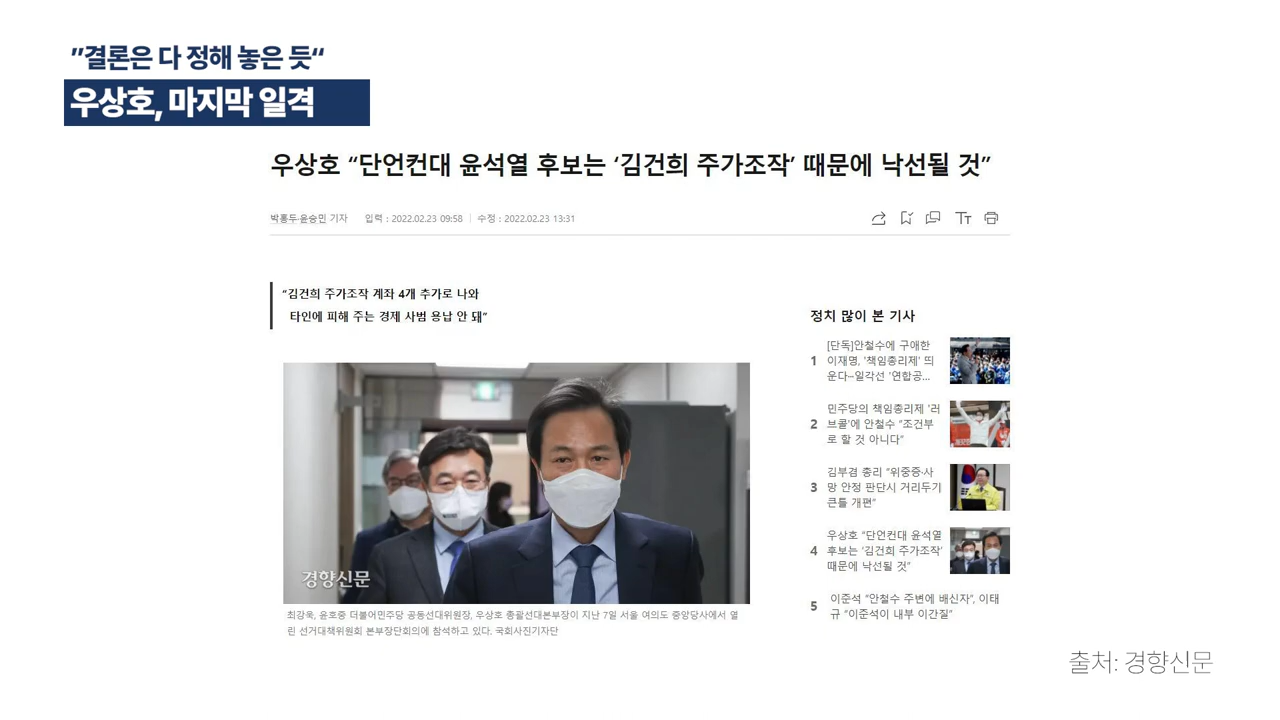 ”결론은 다 정해 놓은 듯“
우상호, 마지막 일격
우상호 “단언컨대 윤석열 후보는 ‘김건희 주가조작’ 때문에 낙선될 것”
박홍두·윤승민 기자 입력 : 2022.02.23 09:58 수정 : 2022.02.23 13:31
“김건희 주가조작 계좌 4개 추가로 나와
타인에 피해 주는 경제 사범 용납 안 돼”
경향신문
최강욱, 윤호중 더불어민주당 공동선대위원장, 우상호 총괄선대본부장이 지난 7일 서울 여의도 중앙당사에서 열
린 선거대책위원회 본부장단회의에 참석하고 있다. 국회사진기자단
정치 많이 본 기사
1
[단독]안철수에 구애한
이재명, ‘책임총리제’ 띄
운다…일각선 ‘연합공...
2
민주당의 책임총리제 ‘러
브콜’에 안철수 “조건부
로 할 것 아니다”
3
김부겸 총리 “위중증·사
망 안정 판단시 거리두기
큰틀 개편”
4
우상호 “단언컨대 윤석열
후보는 ‘김건희 주가조작’
때문에 낙선될 것”
5
이준석 “안철수 주변에 배신자”, 이태
규 “이준석이 내부 이간질”
출처: 경향신문